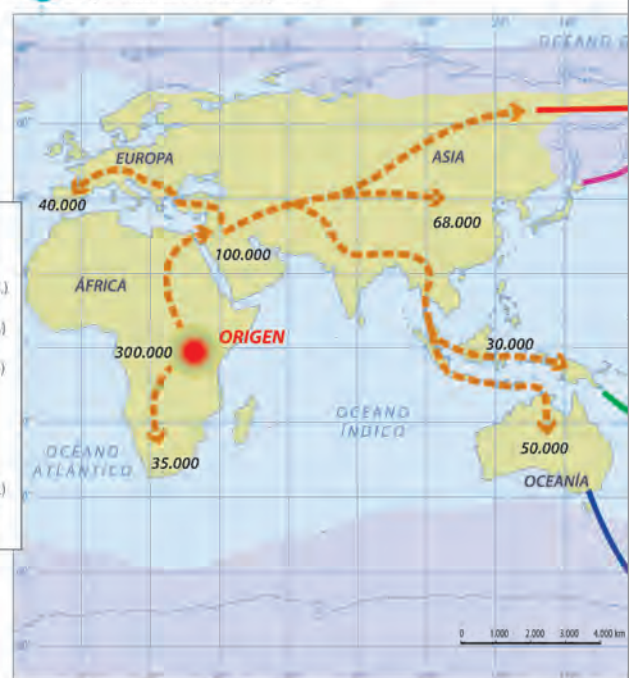 OCÉANO
EUROPA
ASIA
40.000
68.000
100.000
ÁFRICA
ORIGEN
300.000
30.000
OCÉANO
ÍNDICO
OCÉANO
ATLÁNTICO
35.000
50.000
OCEANÍA
0 1.000 2.000 3.000 4.000 km